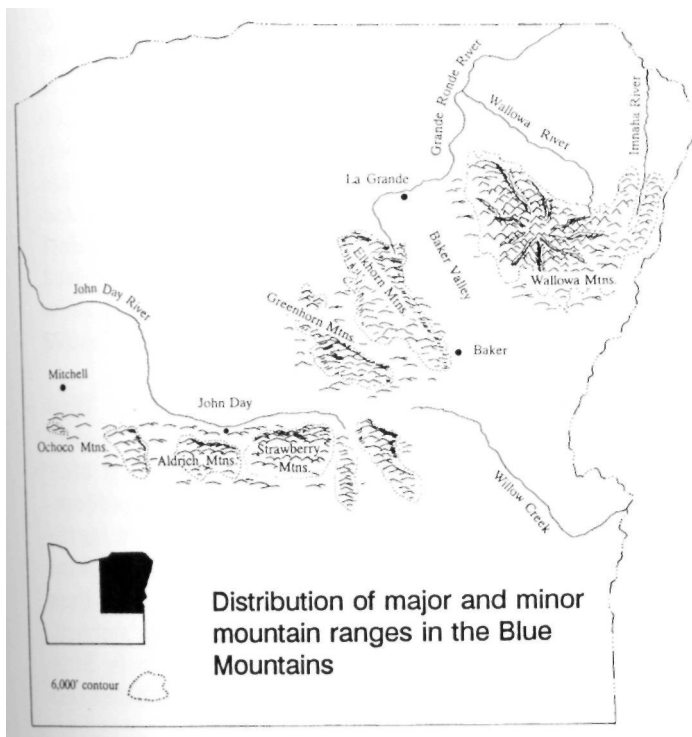 Grande Ronde River
Wallowa River
Imnaha River
La Grande
Baker Valley
Elkhorn Mtns.
Wallowa Mtns.
John Day River
Greenhorn Mtns.
Baker
Mitchell
John Day
Ochoco Mtns.
Aldrich Mtns.
Strawberry
Mtns.
Willow Creek
Distribution of major and minor
mountain ranges in the Blue
Mountains
6,000' contour